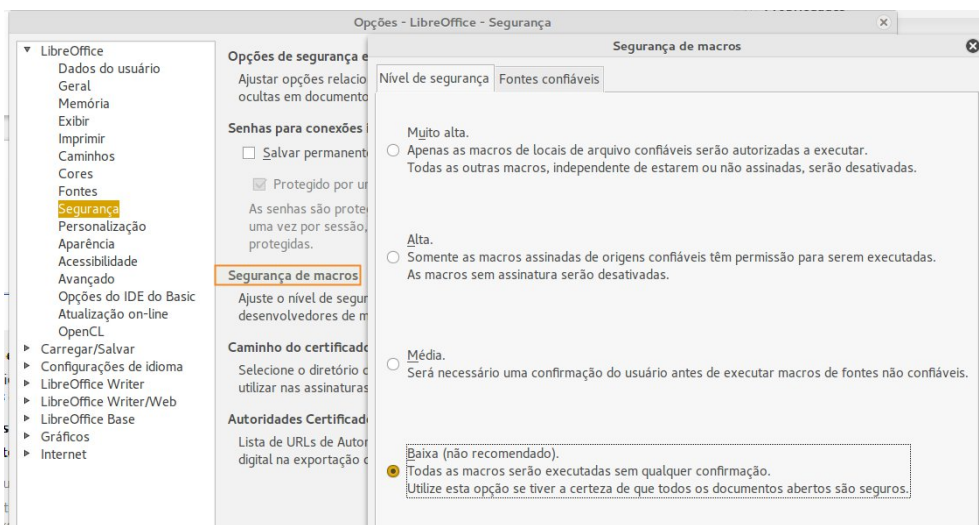 Opções - LibreOffice - Segurança
LibreOffice
Dados do usuário
Geral
Memória
Exibir
Imprimir
Caminhos
Cores
Fontes
Segurança
Personalização
Aparência
Acessibilidade
Avançado
Opções do IDE do Basic
Atualização on-line
OpenCL
Carregar/Salvar
Configurações de idioma
LibreOffice Writer
LibreOffice Writer/Web
LibreOffice Base
Gráficos
Internet
Opções de segurança e
Ajustar opções relacio
ocultas em documento
Senhas para conexões
Salvar permanent
Protegido por
As senhas são prote
uma vez por sessão,
protegidas.
Segurança de macros
Ajuste o nível de segur
desenvolvedores de m
Caminho do certificado
Selecione o diretório
utilizar nas assinaturas
Autoridades Certificad
Lista de URLs de Autor
digital na exportação
Segurança de macros
Nível de segurança
Fontes confiáveis
Muito alta.
Apenas as macros de locais de arquivo confiáveis serão autorizadas a executar.
Todas as outras macros, independente de estarem ou não assinadas, serão desativadas.
Alta.
Somente as macros assinadas de origens confiáveis têm permissão para serem executadas.
As macros sem assinatura serão desativadas.
Média.
Será necessário uma confirmação do usuário antes de executar macros de fontes não confiáveis.
Baixa (não recomendado).
Todas as macros serão executadas sem qualquer confirmação.
Utilize esta opção se tiver a certeza de que todos os documentos abertos são seguros.